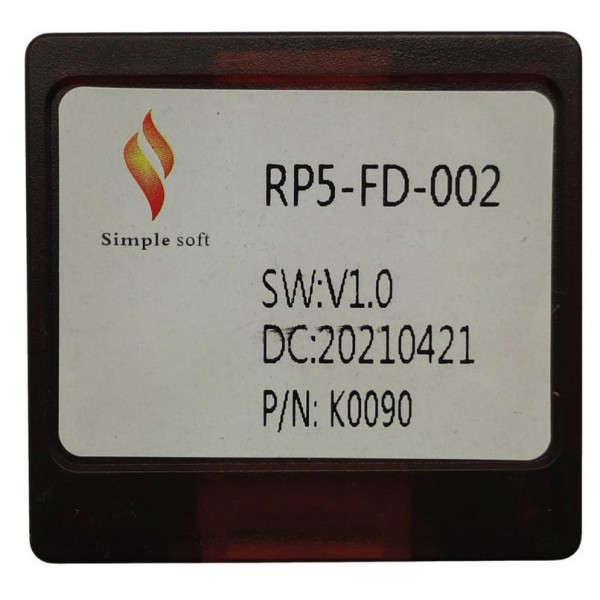 RP5-FD-002
Simple soft
SW:V1.0
DC:20210421
P/N: K0090